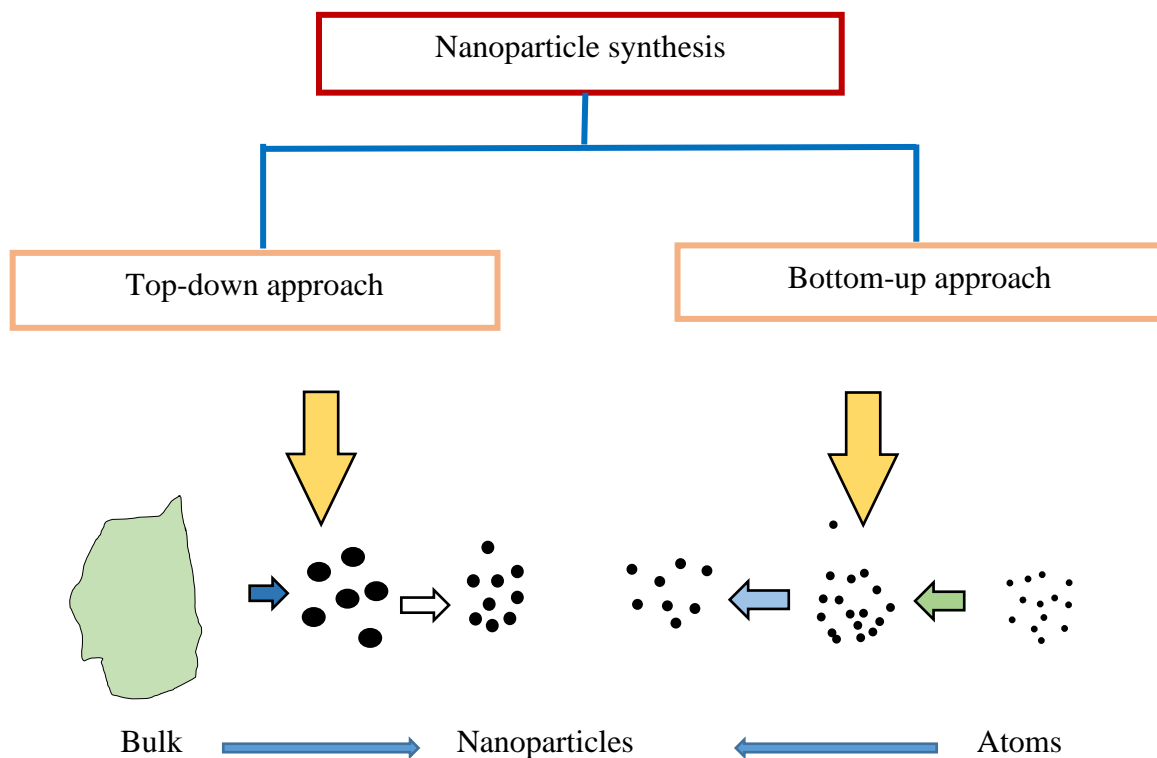 Nanoparticle synthesis
Top-down approach
Bottom-up approach
Bulk
Nanoparticles
Atoms